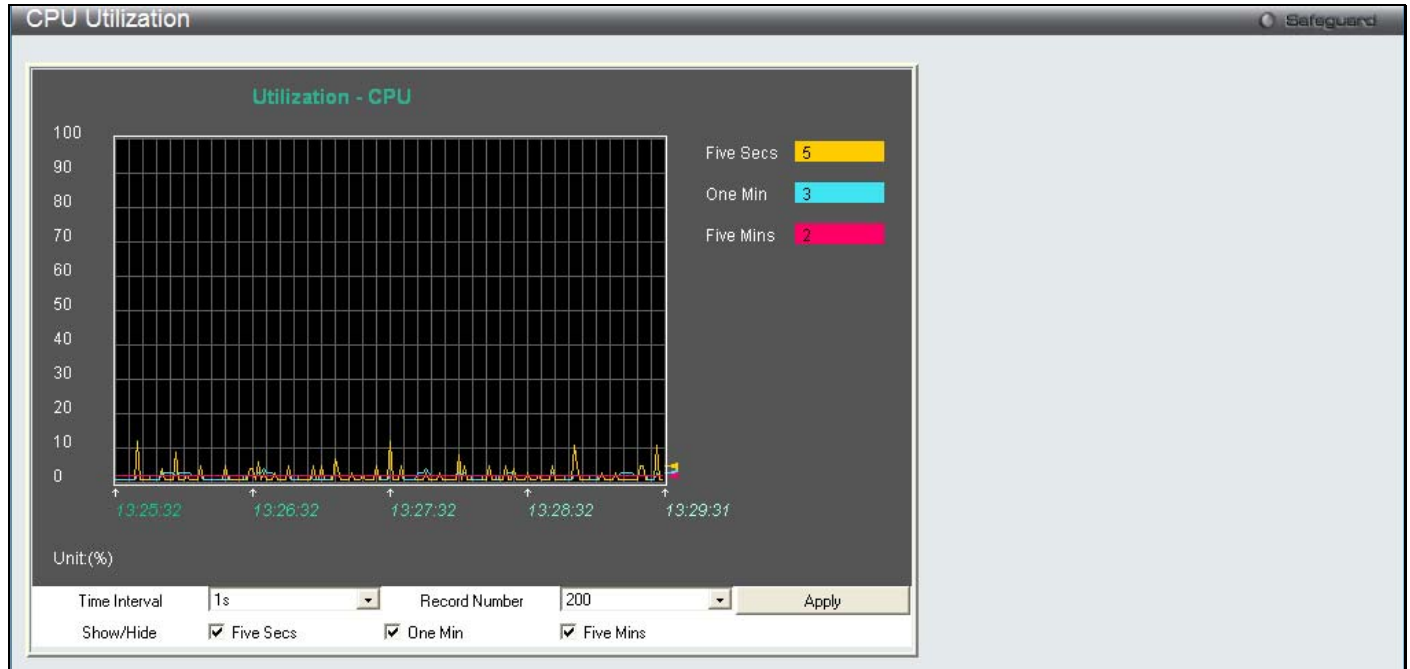 CPU Utilization
Safeguard
Utilization - CPU
100
90
80
70
60
50
40
30
20
10
0
Five Secs 5
One Min 3
Five Mins 2
13:25:32 13:26:32 13:27:32 13:28:32 13:29:31
Unit:(%)
Time Interval 1s Record Number 200 Apply
Show/Hide Five Secs One Min Five Mins